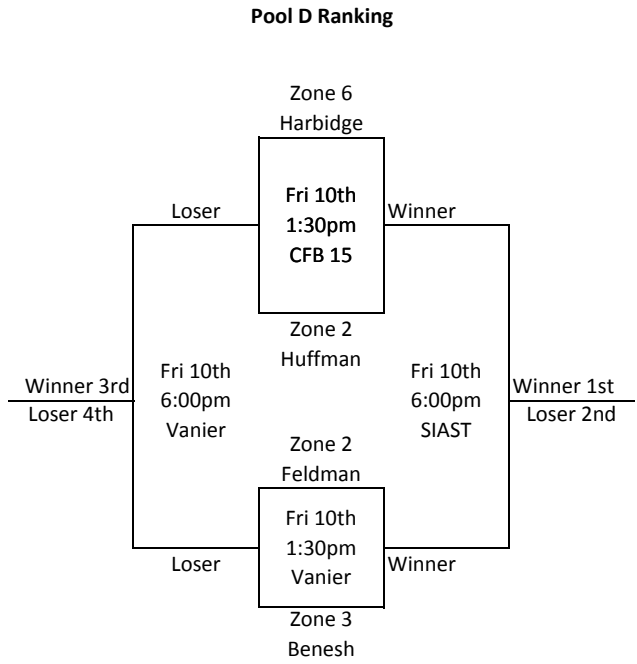 Pool D Ranking
Zone 6
Harbidge
Fri 10th
1:30pm
CFB 15
Loser
Winner
Zone 2
Huffman
Winner 3rd
Loser 4th
Fri 10th
6:00pm
Vanier
Fri 10th
6:00pm
SIAST
Winner 1st
Loser 2nd
Zone 2
Feldman
Fri 10th
1:30pm
Vanier
Loser
Winner
Zone 3
Benesh